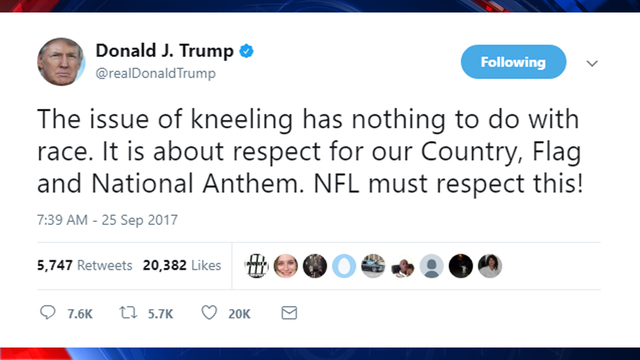 Donald J. Trump
@realDonaldTrump
Following
The issue of kneeling has nothing to do with
race. It is about respect for our Country, Flag
and National Anthem. NFL must respect this!
7:39 AM - 25 Sep 2017
5,747 Retweets 20,382 Likes
7.6K 5.7K 20K